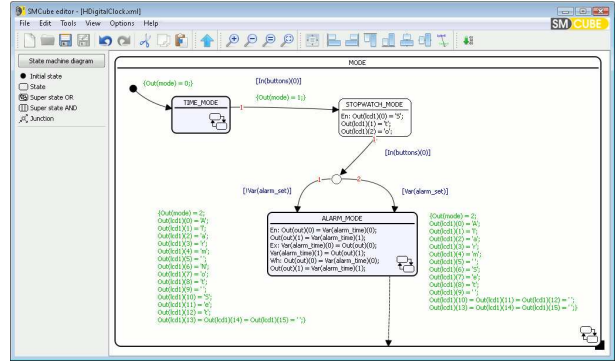 SMCube editor - [HDigitalClock.xml]
File Edit Tools View Options Help
SM CUBE
State machine diagram
Initial state
State
Super state OR
Super state AND
Junction
MODE
{Out(mode) = 0;}
[In(buttons)(0)]
TIME_MODE
{Out(mode) = 1;}
1
STOPWATCH_MODE
En: Out(lcd1)(0) = 'S';
Out(lcd1)(1) = 't';
Out(lcd1)(2) = 'o';
1
[In(buttons)(0)]
1
2
[!Var(alarm_set)]
[Var(alarm_set)]
{Out(mode) = 2;
Out(lcd1)(0) = 'A';
Out(lcd1)(1) = 'l';
Out(lcd1)(2) = 'a';
Out(lcd1)(3) = 'r';
Out(lcd1)(4) = 'm';
Out(lcd1)(5) = ' ';
Out(lcd1)(6) = 'N';
Out(lcd1)(7) = 'o';
Out(lcd1)(8) = 't';
Out(lcd1)(9) = ' ';
Out(lcd1)(10) = 'S';
Out(lcd1)(11) = 'e';
Out(lcd1)(12) = 't';
Out(lcd1)(13) = Out(lcd1)(14) = Out(lcd1)(15) = ' ';}
ALARM_MODE
En: Out(out)(0) = Var(alarm_time)(0);
Out(out)(1) = Var(alarm_time)(1);
Ex: Var(alarm_time)(0) = Out(out)(0);
Var(alarm_time)(1) = Out(out)(1);
Wh: Out(out)(0) = Var(alarm_time)(0);
Out(out)(1) = Var(alarm_time)(1);
{Out(mode) = 2;
Out(lcd1)(0) = 'A';
Out(lcd1)(1) = 'l';
Out(lcd1)(2) = 'a';
Out(lcd1)(3) = 'r';
Out(lcd1)(4) = 'm';
Out(lcd1)(5) = ' ';
Out(lcd1)(6) = 'S';
Out(lcd1)(7) = 'e';
Out(lcd1)(8) = 't';
Out(lcd1)(9) = ' ';
Out(lcd1)(10) = Out(lcd1)(11) = Out(lcd1)(12) = ' ';
Out(lcd1)(13) = Out(lcd1)(14) = Out(lcd1)(15) = ' ';}